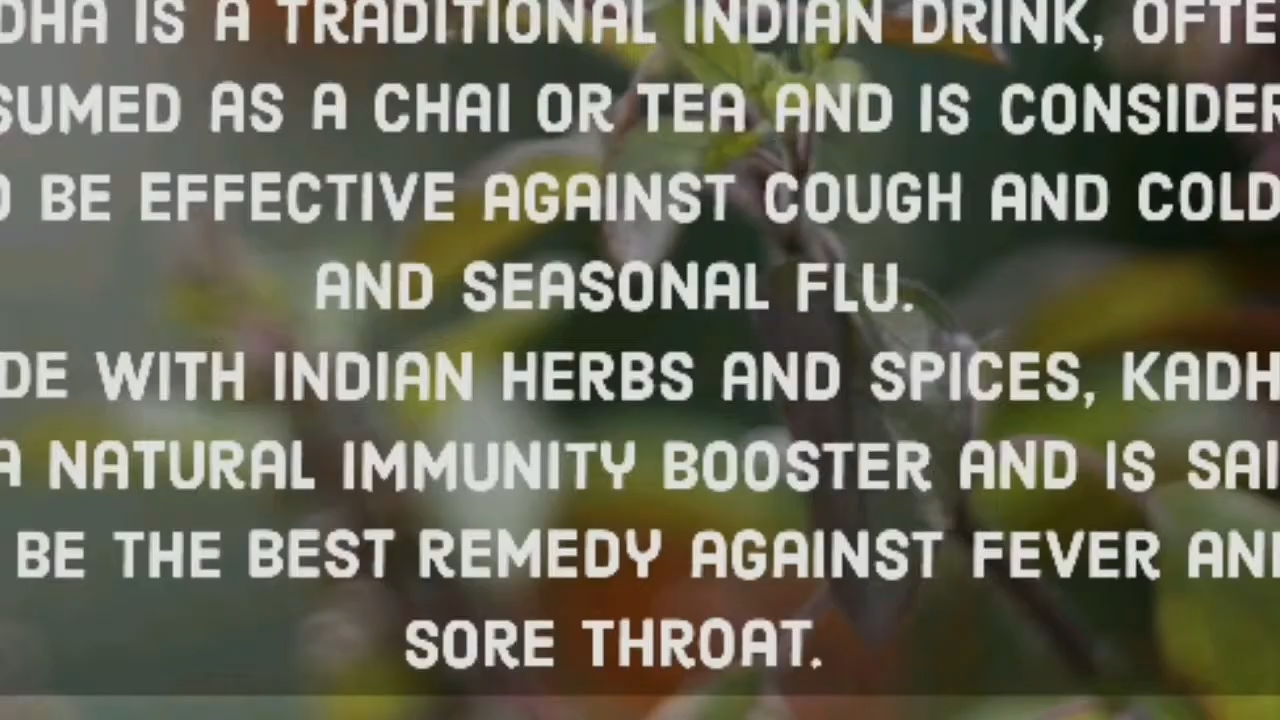 DHA IS A TRADITIONAL INDIAN DRINK, OFTE
SUMED AS A CHAI OR TEA AND IS CONSIDER
O BE EFFECTIVE AGAINST COUGH AND COLD
AND SEASONAL FLU.
DE WITH INDIAN HERBS AND SPICES, KADH
A NATURAL IMMUNITY BOOSTER AND IS SAI
BE THE BEST REMEDY AGAINST FEVER AN
SORE THROAT.